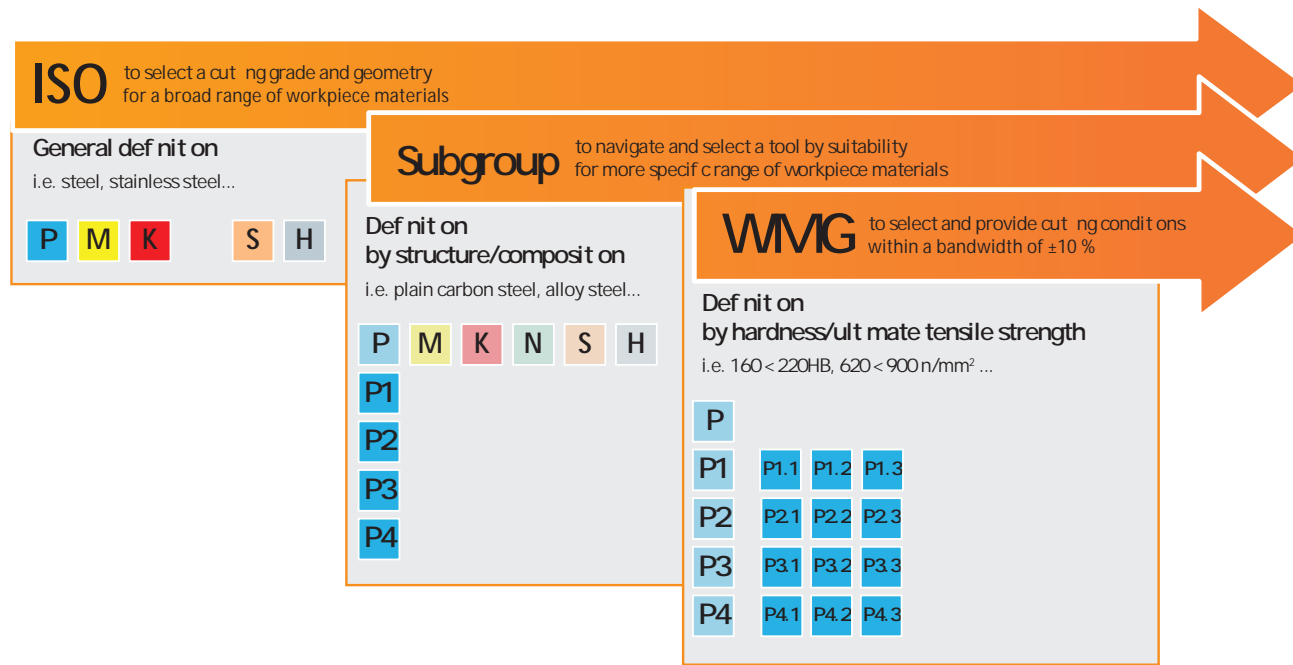 ISO
to select a cut ng grade and geometry
for a broad range of workpiece materials
General def nit on
i.e. steel, stainless steel...
P M K S H
Subgroup
to navigate and select a tool by suitability
for more specif c range of workpiece materials
Def nit on
by structure/composit on
i.e. plain carbon steel, alloy steel...
P M K N S H
P1
P2
P3
P4
WMG
to select and provide cut ng condit ons
within a bandwidth of ±10 %
Def nit on
by hardness/ult mate tensile strength
i.e. 160 < 220HB, 620 < 900 n/mm² ...
P
P1 P1.1 P1.2 P1.3
P2 P2.1 P2.2 P2.3
P3 P3.1 P3.2 P3.3
P4 P4.1 P4.2 P4.3